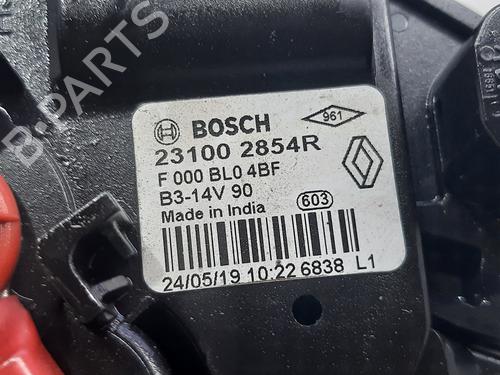 BOSCH
961
23100 2854R
F 000 BL0 4BF
B3-14V 90
Made in India
603
24/05/19 10:22 6838 L1
B-PARTS